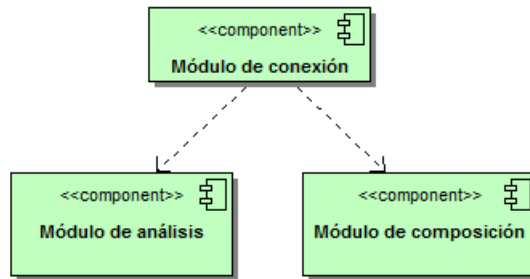 <<component>>
Módulo de conexión
<<component>>
Módulo de análisis
<<component>>
Módulo de composición